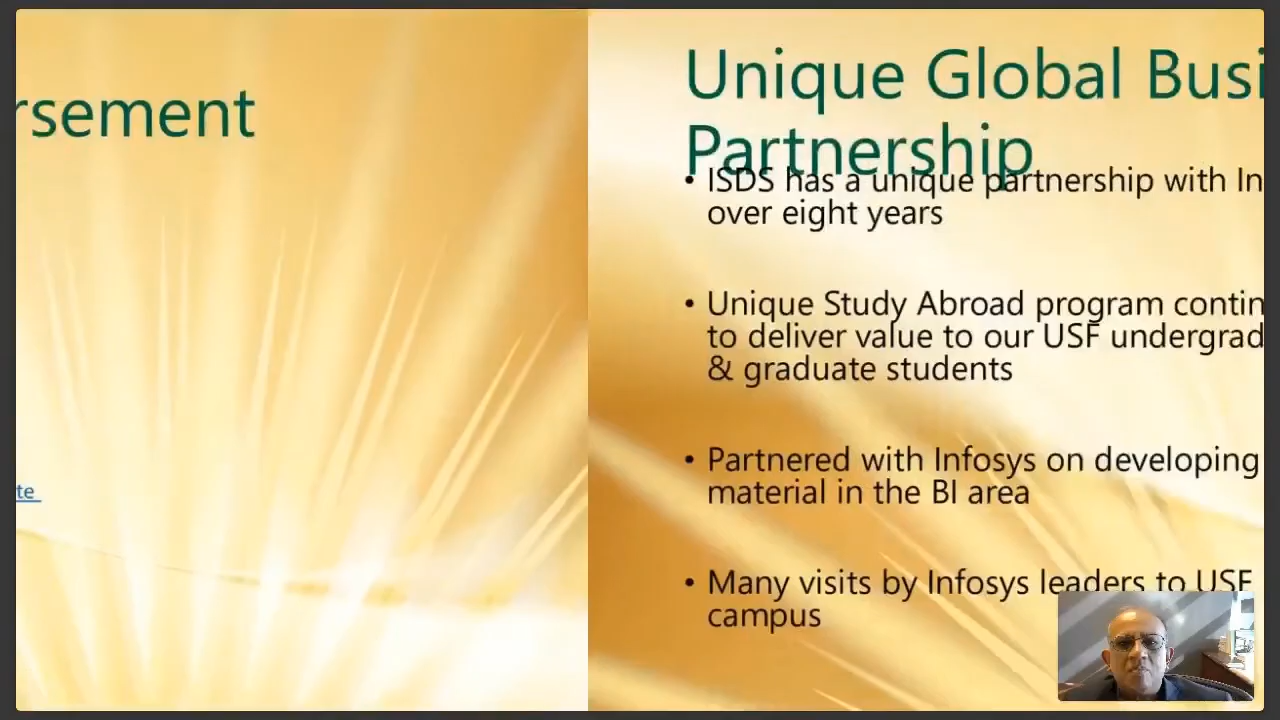 rsement
te
Unique Global Busi
Partnership
• ISDS has a unique partnership with In
over eight years
• Unique Study Abroad program contin
to deliver value to our USF undergrad
& graduate students
• Partnered with Infosys on developing
material in the BI area
• Many visits by Infosys leaders to USF
campus